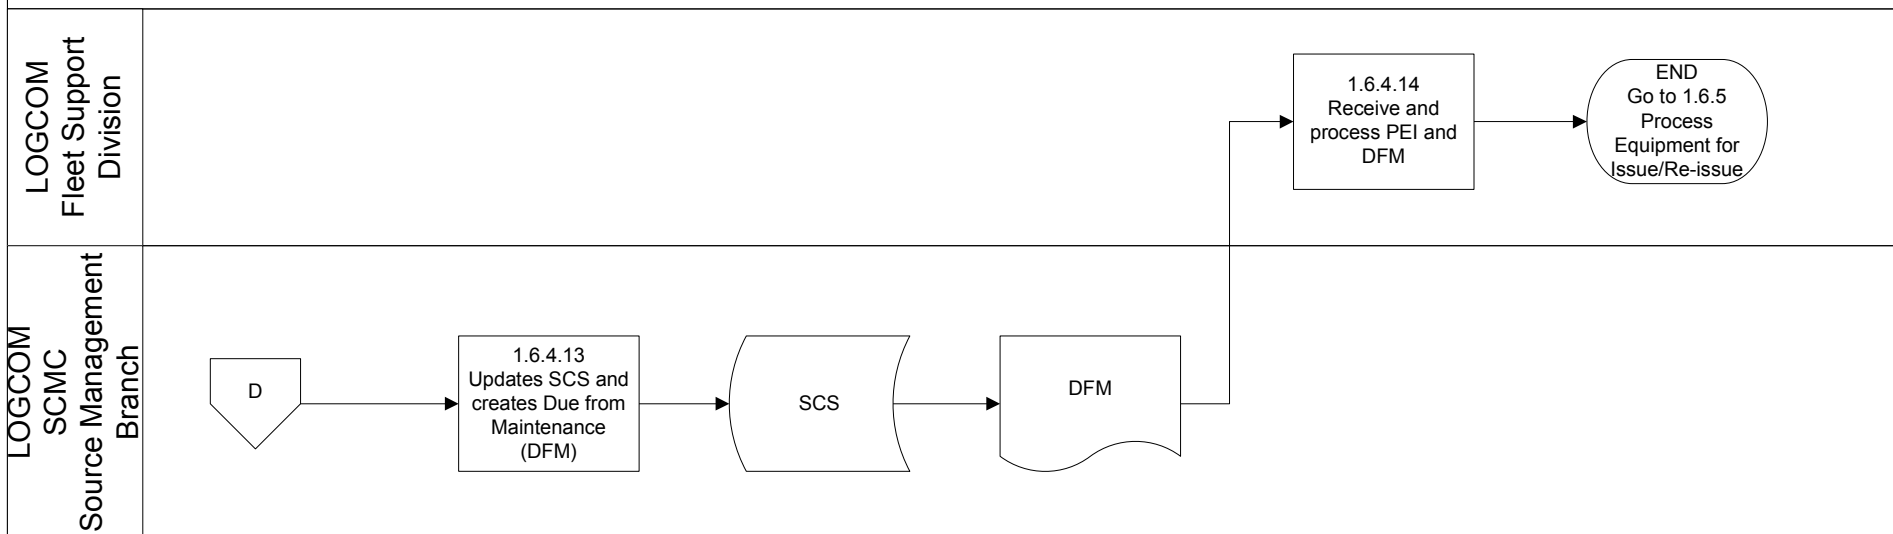 LOGCOM
Fleet Support
Division
1.6.4.14
Receive and
process PEI and
DFM
END
Go to 1.6.5
Process
Equipment for
Issue/Re-issue
LOGCOM
SCMC
Source Management
Branch
D
1.6.4.13
Updates SCS and
creates Due from
Maintenance
(DFM)
SCS
DFM